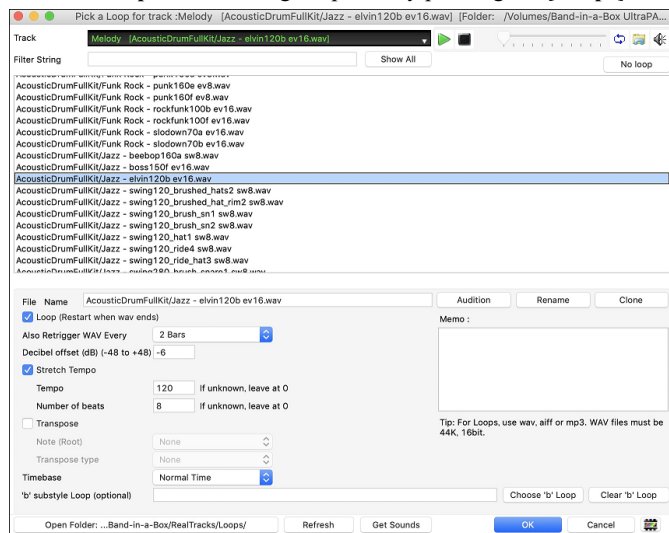 Pick a Loop for track :Melody [AcousticDrumFullKit/Jazz - elvin120b ev16.wav] [Folder: /Volumes/Band-in-a-Box UltraPA...
Track
Melody [AcousticDrumFullKit/Jazz - elvin120b ev16.wav]
Filter String
Show All
No loop
AcousticDrumFullKit/Funk Rock - punk160e ev8.wav
AcousticDrumFullKit/Funk Rock - punk160f ev8.wav
AcousticDrumFullKit/Funk Rock - rockfunk100b ev16.wav
AcousticDrumFullKit/Funk Rock - rockfunk100f ev16.wav
AcousticDrumFullKit/Funk Rock - slodown70a ev16.wav
AcousticDrumFullKit/Funk Rock - slodown70b ev16.wav
AcousticDrumFullKit/Jazz - beebop160a sw8.wav
AcousticDrumFullKit/Jazz - boss150f ev16.wav
AcousticDrumFullKit/Jazz - elvin120b ev16.wav
AcousticDrumFullKit/Jazz - swing120_brushed_hats2 sw8.wav
AcousticDrumFullKit/Jazz - swing120_brushed_hat_rim2 sw8.wav
AcousticDrumFullKit/Jazz - swing120_brush_sn1 sw8.wav
AcousticDrumFullKit/Jazz - swing120_brush_sn2 sw8.wav
AcousticDrumFullKit/Jazz - swing120_hat1 sw8.wav
AcousticDrumFullKit/Jazz - swing120_ride4 sw8.wav
AcousticDrumFullKit/Jazz - swing120_ride_hat3 sw8.wav
AcousticDrumFullKit/Jazz - swing280_brush_snare1 sw8.wav
File Name
AcousticDrumFullKit/Jazz - elvin120b ev16.wav
Audition
Rename
Clone
Loop (Restart when wav ends)
Memo :
Also Retrigger WAV Every
2 Bars
Decibel offset (dB) (-48 to +48)
-6
Stretch Tempo
Tempo
120
If unknown, leave at 0
Number of beats
8
If unknown, leave at 0
Transpose
Tip: For Loops, use wav, aiff or mp3. WAV files must be
44K, 16bit.
Note (Root)
None
Transpose type
None
Timebase
Normal Time
'b' substyle Loop (optional)
Choose 'b' Loop
Clear 'b' Loop
Open Folder: ...Band-in-a-Box/RealTracks/Loops/
Refresh
Get Sounds
OK
Cancel